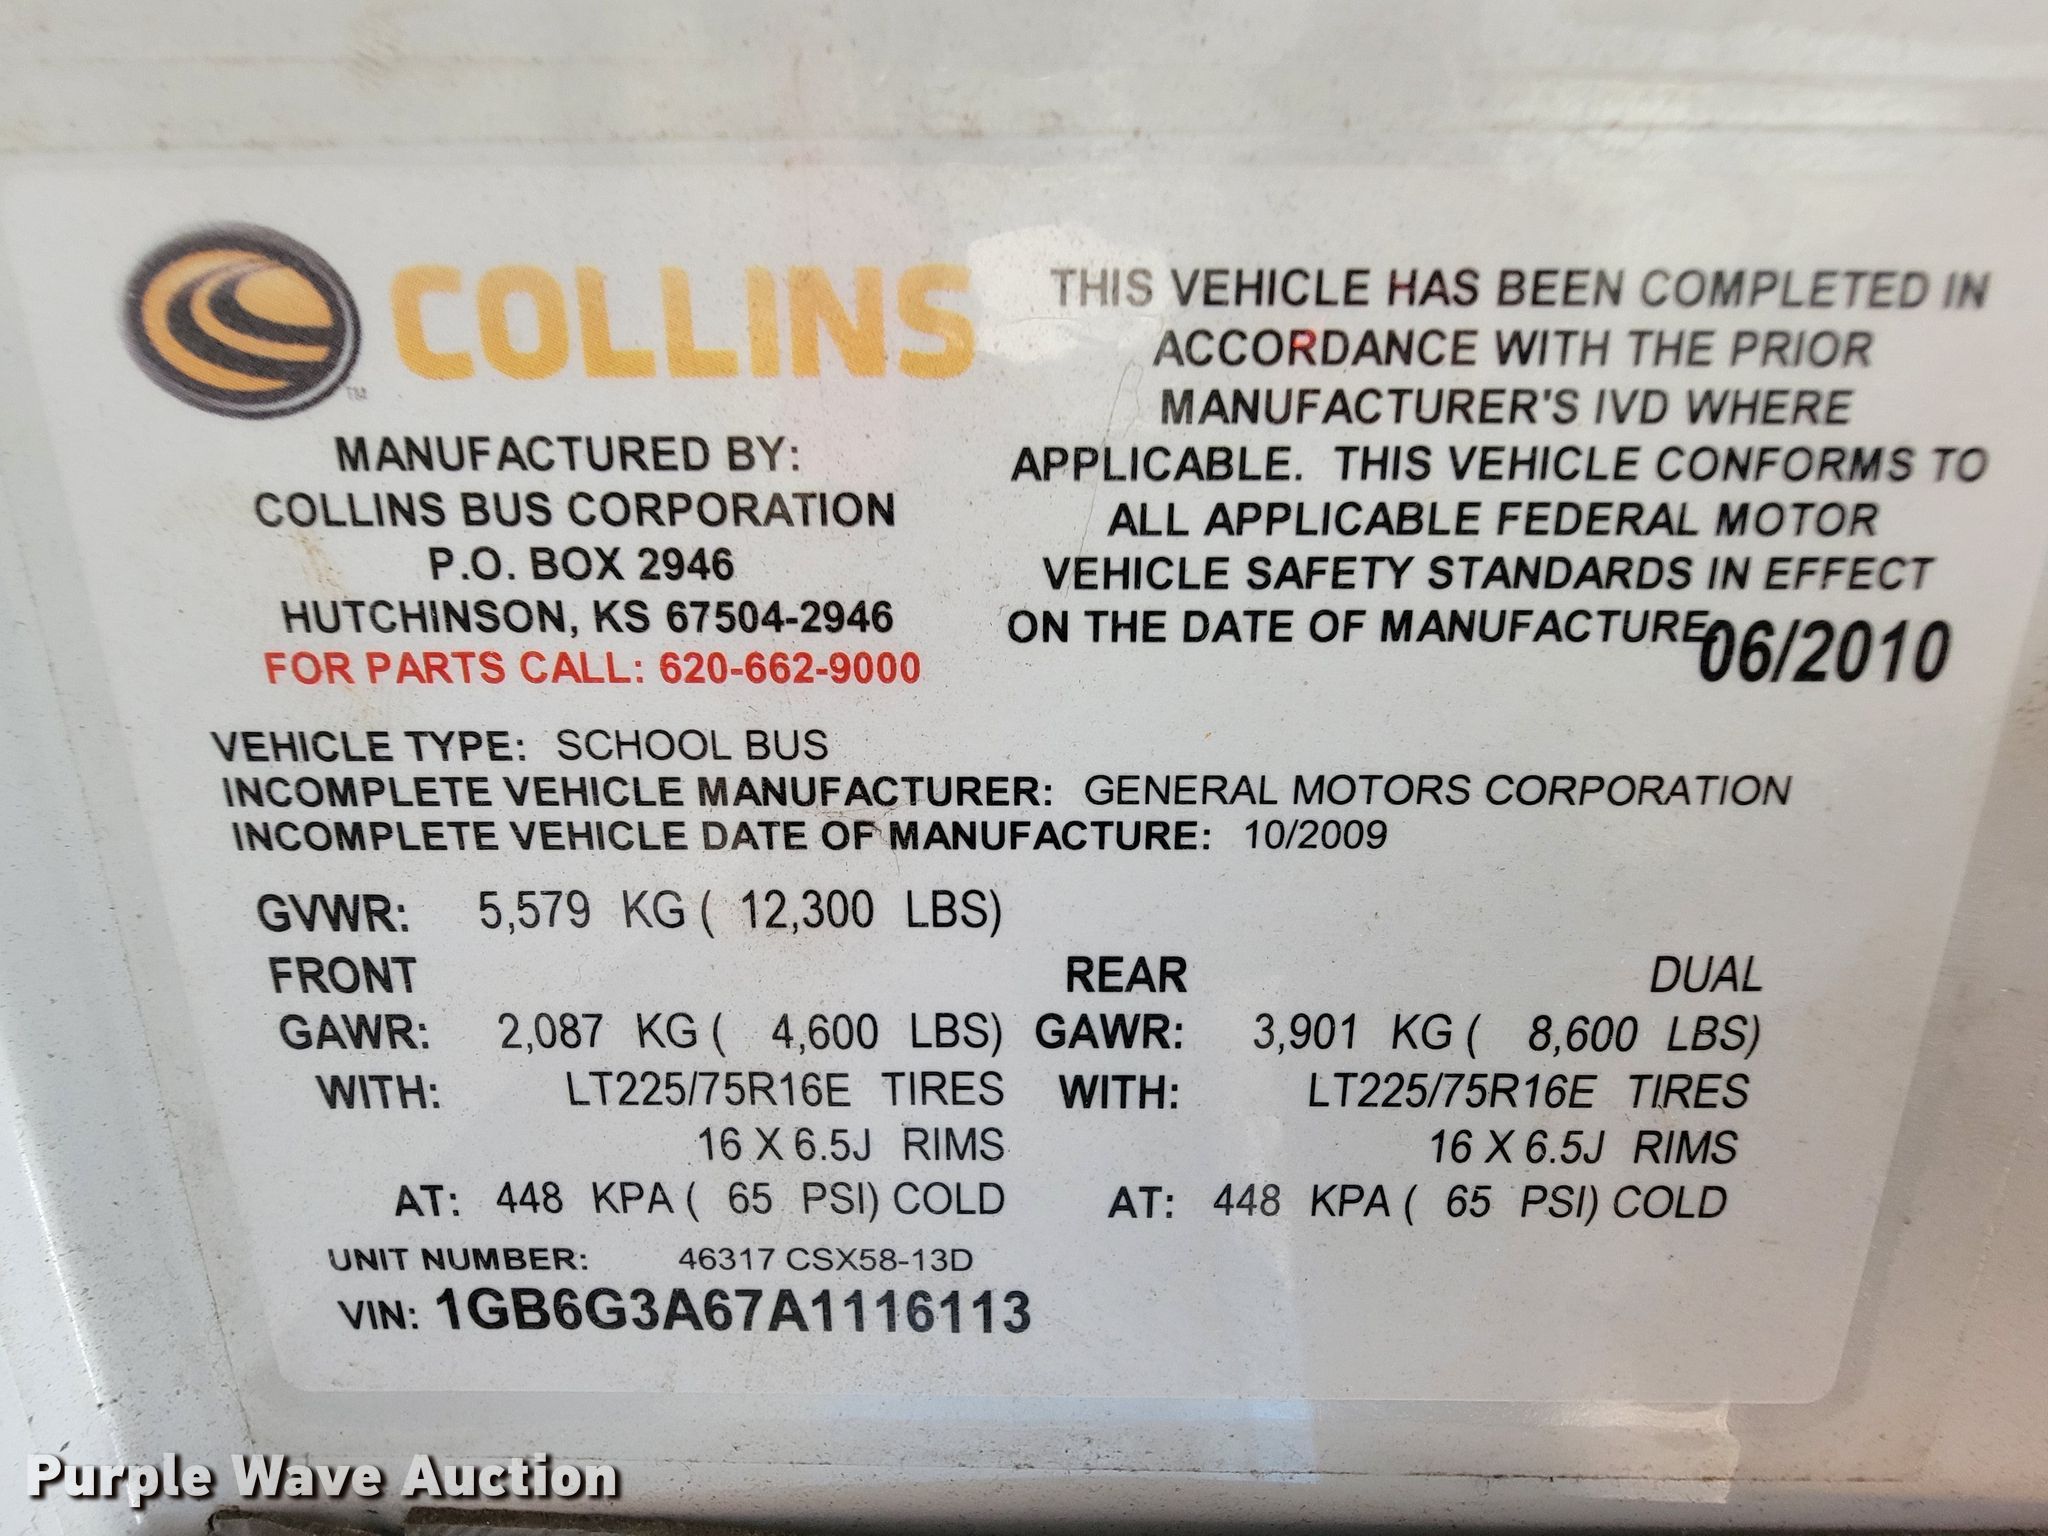 COLLINS
TM
MANUFACTURED BY:
COLLINS BUS CORPORATION
P.O. BOX 2946
HUTCHINSON, KS 67504-2946
FOR PARTS CALL: 620-662-9000
THIS VEHICLE HAS BEEN COMPLETED IN
ACCORDANCE WITH THE PRIOR
MANUFACTURER'S IVD WHERE
APPLICABLE. THIS VEHICLE CONFORMS TO
ALL APPLICABLE FEDERAL MOTOR
VEHICLE SAFETY STANDARDS IN EFFECT
ON THE DATE OF MANUFACTURE
06/2010
VEHICLE TYPE: SCHOOL BUS
INCOMPLETE VEHICLE MANUFACTURER: GENERAL MOTORS CORPORATION
INCOMPLETE VEHICLE DATE OF MANUFACTURE: 10/2009
GVWR: 5,579 KG ( 12,300 LBS)
FRONT REAR DUAL
GAWR: 2,087 KG ( 4,600 LBS) GAWR: 3,901 KG ( 8,600 LBS)
WITH: LT225/75R16E TIRES WITH: LT225/75R16E TIRES
16 X 6.5J RIMS 16 X 6.5J RIMS
AT: 448 KPA ( 65 PSI) COLD AT: 448 KPA ( 65 PSI) COLD
UNIT NUMBER: 46317 CSX58-13D
VIN: 1GB6G3A67A1116113
Purple Wave Auction